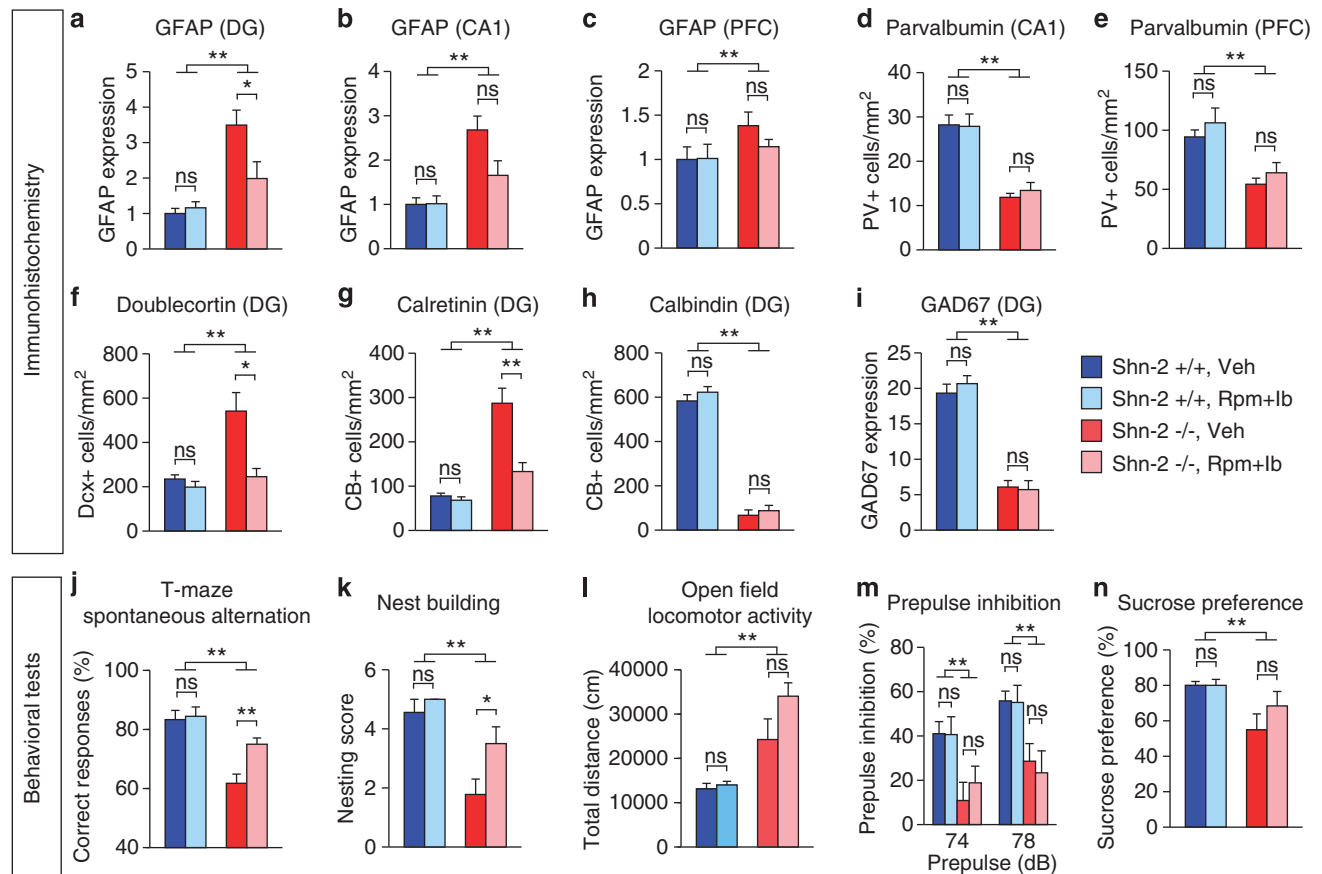 Immunohistochemistry
a
GFAP (DG)
GFAP expression
5
4
3
2
1
0
ns
**
*
b
GFAP (CA1)
GFAP expression
4
3
2
1
0
ns
**
ns
c
GFAP (PFC)
GFAP expression
2
1.5
1
0.5
0
ns
**
ns
d
Parvalbumin (CA1)
PV+ cells/mm²
40
30
20
10
0
ns
**
ns
e
Parvalbumin (PFC)
PV+ cells/mm²
150
100
50
0
ns
**
ns
f
Doublecortin (DG)
Dcx+ cells/mm²
800
600
400
200
0
ns
**
*
g
Calretinin (DG)
CB+ cells/mm²
400
300
200
100
0
ns
**
**
h
Calbindin (DG)
CB+ cells/mm²
800
600
400
200
0
ns
**
ns
i
GAD67 (DG)
GAD67 expression
25
20
15
10
5
0
ns
**
ns
Shn-2 +/+, Veh
Shn-2 +/+, Rpm+Ib
Shn-2 -/-, Veh
Shn-2 -/-, Rpm+Ib
Behavioral tests
j
T-maze
spontaneous alternation
Correct responses (%)
100
80
60
40
ns
**
**
k
Nest building
Nesting score
6
4
2
0
ns
**
*
l
Open field
locomotor activity
Total distance (cm)
40000
30000
20000
10000
0
ns
**
ns
m
Prepulse inhibition
Prepulse inhibition (%)
80
60
40
20
0
**
ns
ns
**
ns
ns
74
78
Prepulse (dB)
n
Sucrose preference
Sucrose preference (%)
100
80
60
40
20
0
ns
**
ns